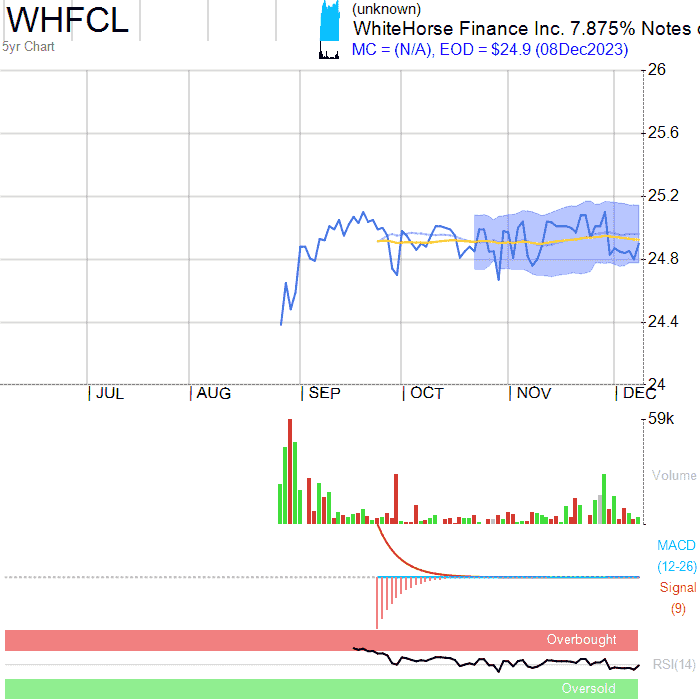 WHFCL
(unknown)
WhiteHorse Finance Inc. 7.875% Notes
5yr Chart
MC = (N/A), EOD = $24.9 (08Dec2023)
26
25.6
25.2
24.8
24.4
24
JUL
AUG
SEP
OCT
NOV
DEC
59k
Volume
MACD
(12-26)
Signal
(9)
Overbought
RSI(14)
Oversold